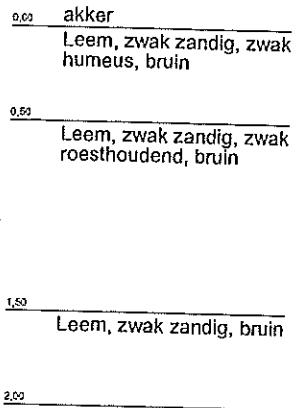 0,00 akker
Leem, zwak zandig, zwak
humeus, bruin
0,50
Leem, zwak zandig, zwak
roesthoudend, bruin
1,50
Leem, zwak zandig, bruin
2,00